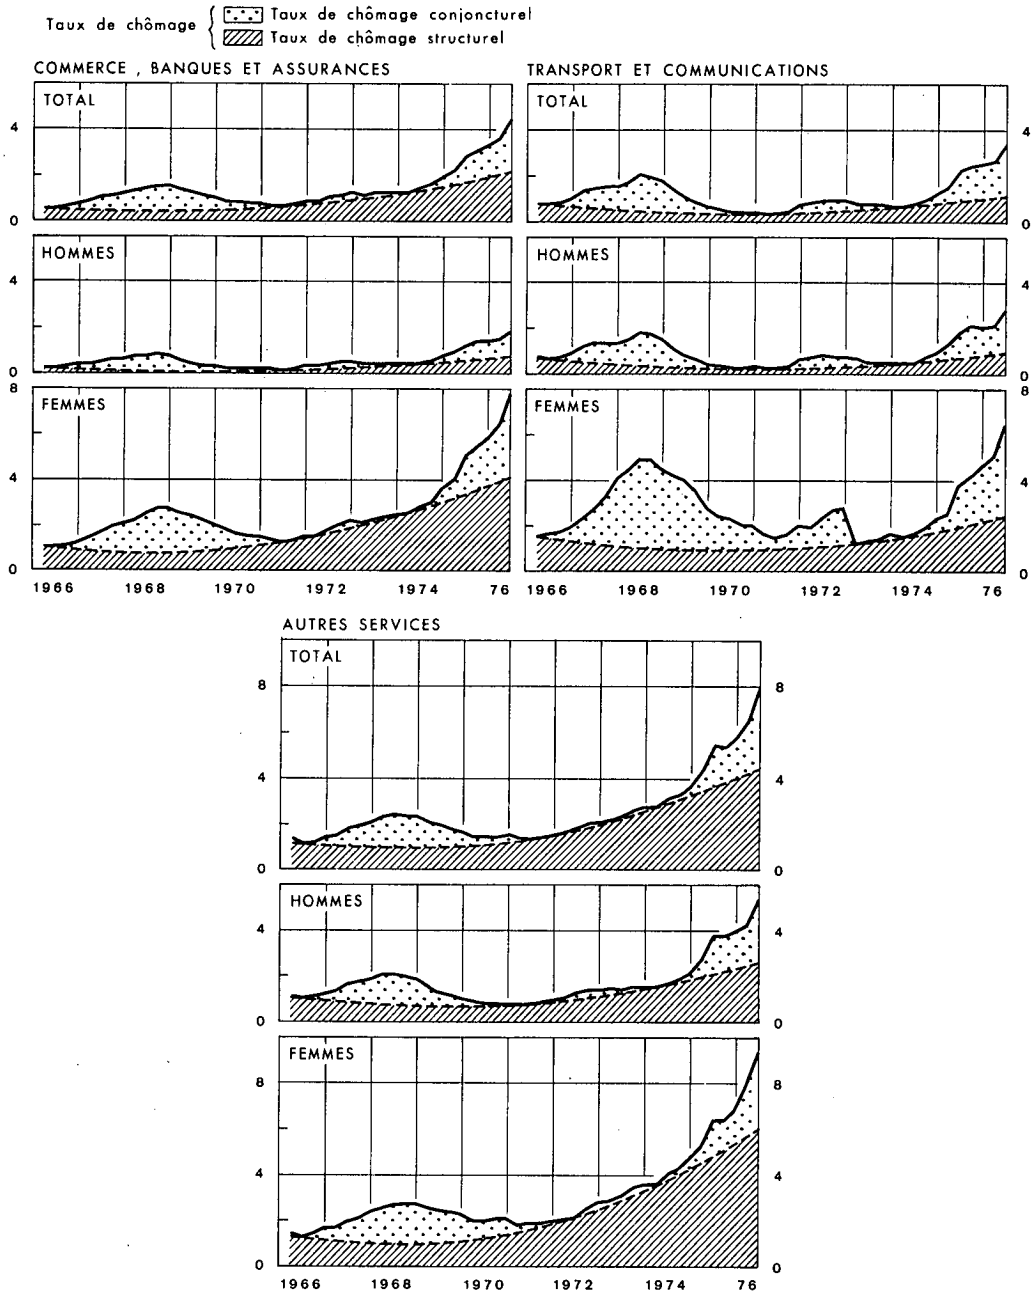 Taux de chômage
Taux de chômage conjoncturel
Taux de chômage structurel
COMMERCE , BANQUES ET ASSURANCES
TOTAL
4
0
HOMMES
4
0
FEMMES
8
4
0
1966 1968 1970 1972 1974 76
TRANSPORT ET COMMUNICATIONS
TOTAL
4
0
HOMMES
4
0
FEMMES
8
4
0
1966 1968 1970 1972 1974 76
AUTRES SERVICES
TOTAL
8 8
4 4
0 0
HOMMES
4 4
0 0
FEMMES
8 8
4 4
0 0
1966 1968 1970 1972 1974 76